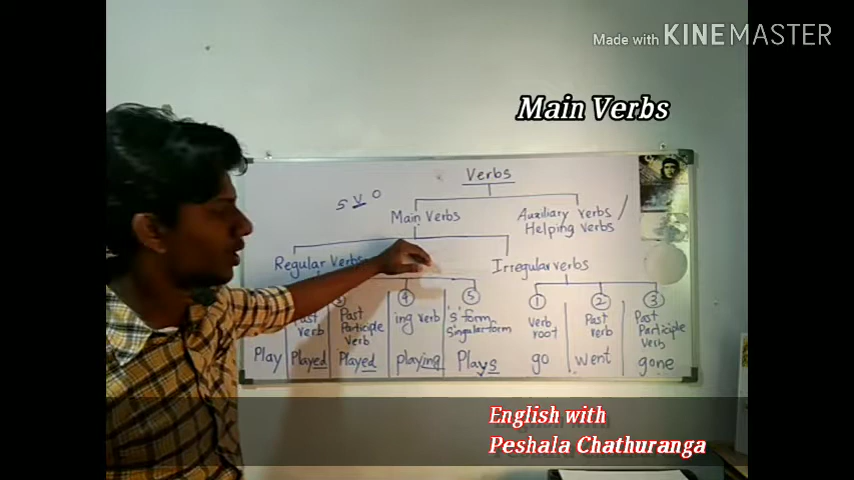 Made with KINEMASTER
Main Verbs
Verbs
S V O
Main Verbs
Auxiliary verbs /
Helping verbs
Regular Verbs
Irregular verbs
③ ④ ⑤ ① ② ③
Past verb
Past Participle verb
ing verb
's' form
Singular form
Verb root
Past verb
Past Participle Verb
Play Played Played playing Plays go went gone
English with
Peshala Chathuranga